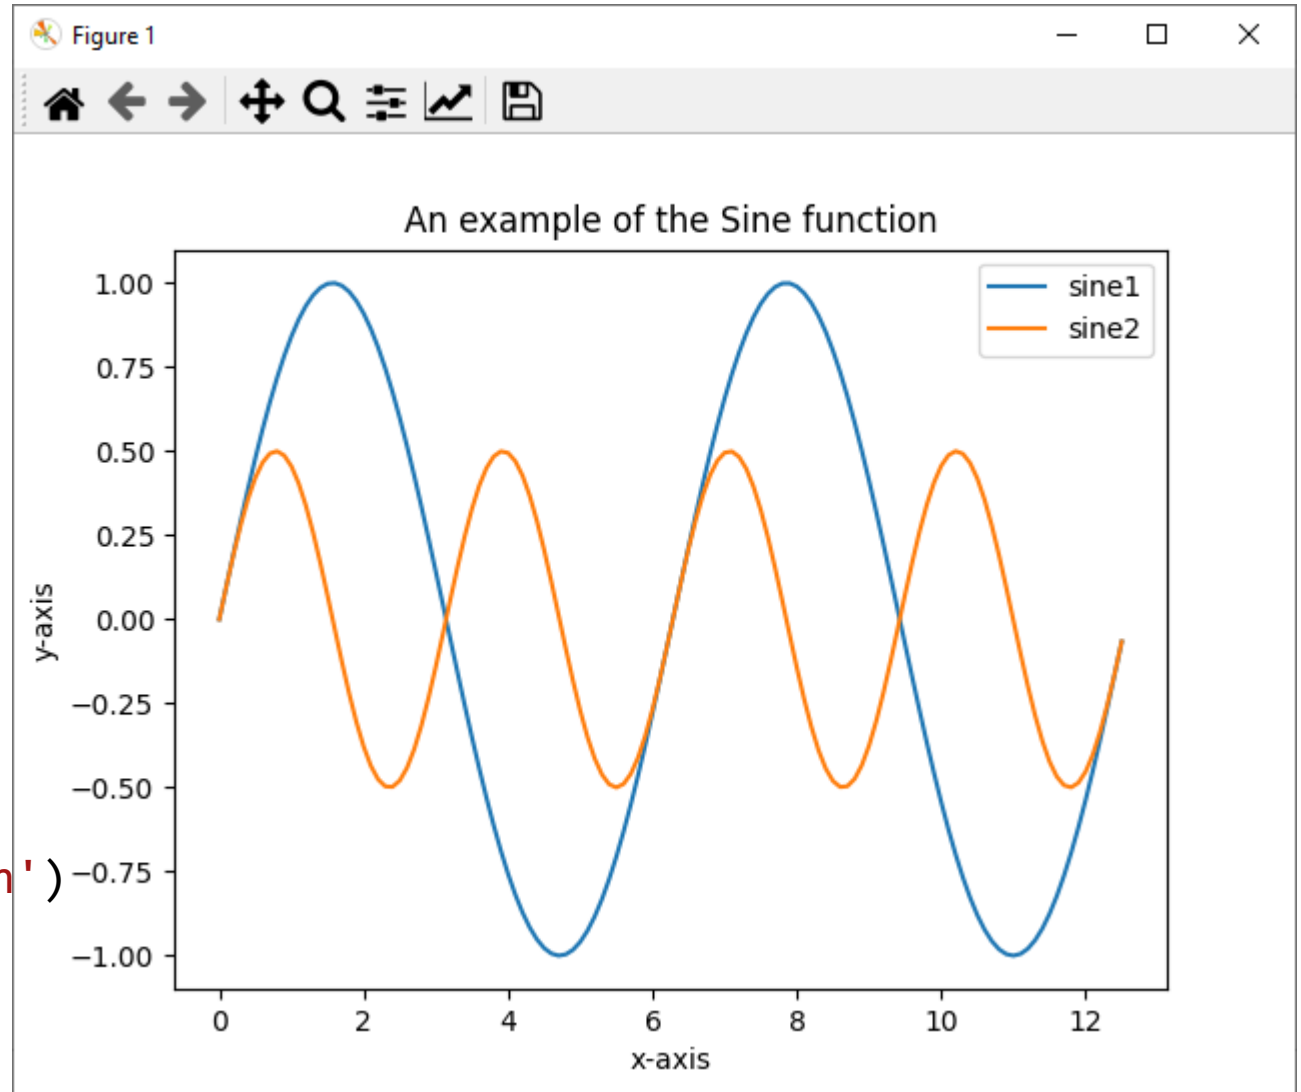 Figure 1
An example of the Sine function
sine1
sine2
1.00
0.75
0.50
0.25
0.00
−0.25
−0.50
−0.75
−1.00
y-axis
n')
0 2 4 6 8 10 12
x-axis